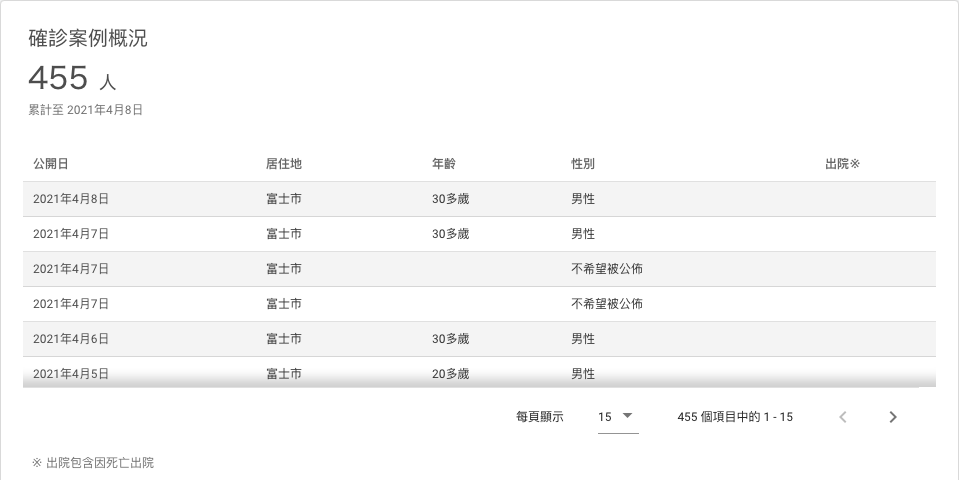 確診案例概況
455 人
累計至 2021年4月8日
公開日 居住地 年齡 性別 出院※
2021年4月8日 富士市 30多歲 男性
2021年4月7日 富士市 30多歲 男性
2021年4月7日 富士市 不希望被公佈
2021年4月7日 富士市 不希望被公佈
2021年4月6日 富士市 30多歲 男性
2021年4月5日 富士市 20多歲 男性
每頁顯示 15 455 個項目中的 1 - 15
※ 出院包含因死亡出院